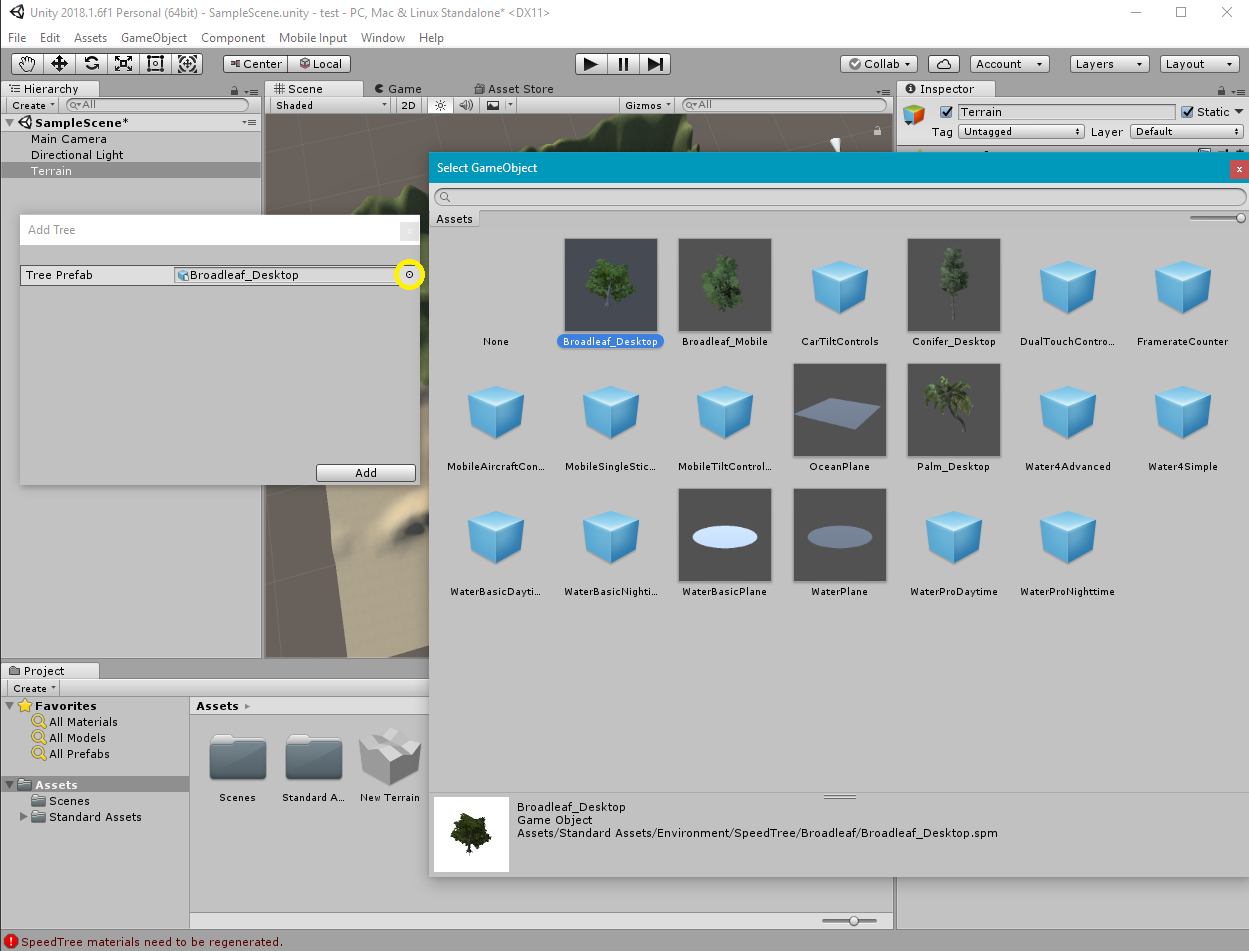 Unity 2018.1.6f1 Personal (64bit) - SampleScene.unity - test - PC, Mac & Linux Standalone* <DX11>
File Edit Assets GameObject Component Mobile Input Window Help
Center Local Collab Account Layers Layout
Hierarchy
Create All
SampleScene*
Main Camera
Directional Light
Terrain
Scene Game Asset Store
Shaded 2D Gizmos All
Inspector
Terrain Static
Tag Untagged Layer Default
Add Tree
x
Tree Prefab Broadleaf_Desktop
Add
Select GameObject
x
Assets
None Broadleaf_Desktop Broadleaf_Mobile CarTiltControls Conifer_Desktop DualTouchContro... FramerateCounter
MobileAircraftCon... MobileSingleStic... MobileTiltControl... OceanPlane Palm_Desktop Water4Advanced Water4Simple
WaterBasicDayti... WaterBasicNighti... WaterBasicPlane WaterPlane WaterProDaytime WaterProNighttime
Broadleaf_Desktop
Game Object
Assets/Standard Assets/Environment/SpeedTree/Broadleaf/Broadleaf_Desktop.spm
Project
Create
Favorites
All Materials
All Models
All Prefabs
Assets
Scenes
Standard Assets
Assets
Scenes Standard A... New Terrain
SpeedTree materials need to be regenerated.